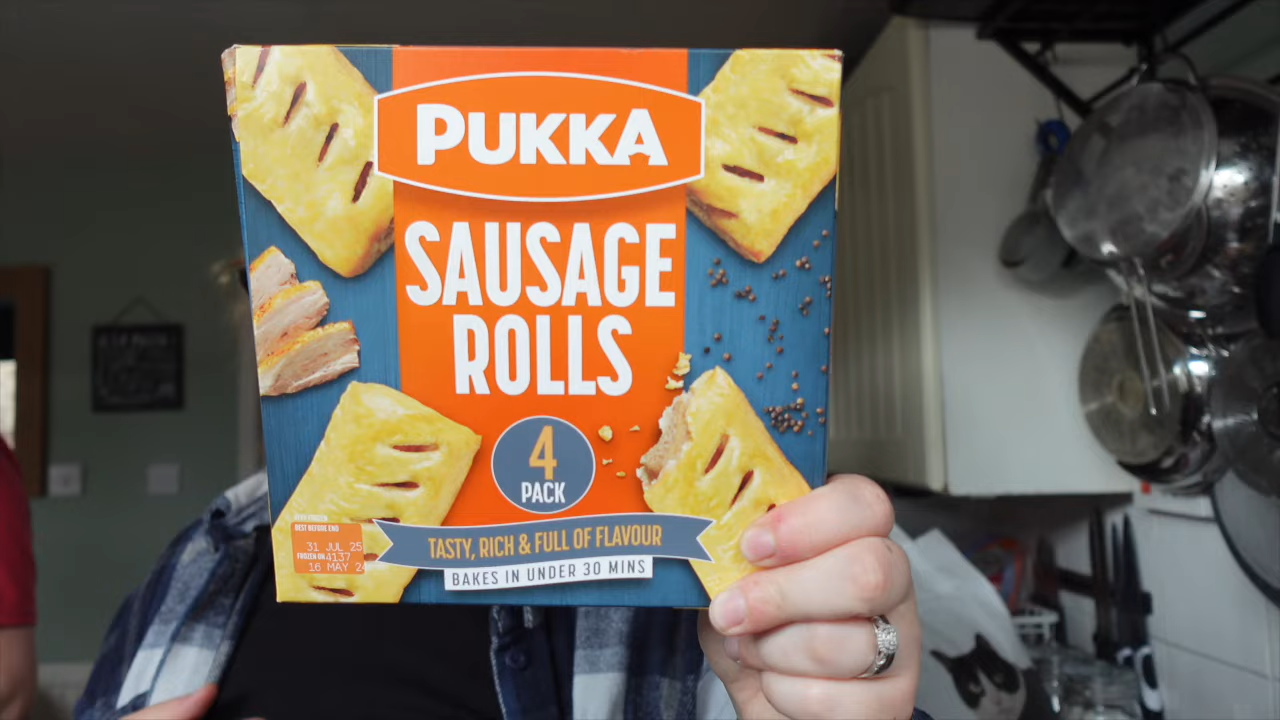 PUKKA
SAUSAGE
ROLLS
4
PACK
TASTY, RICH & FULL OF FLAVOUR
BAKES IN UNDER 30 MINS
BEST BEFORE END
31 JUL 25
FROZEN ON 4137
16 MAY 24